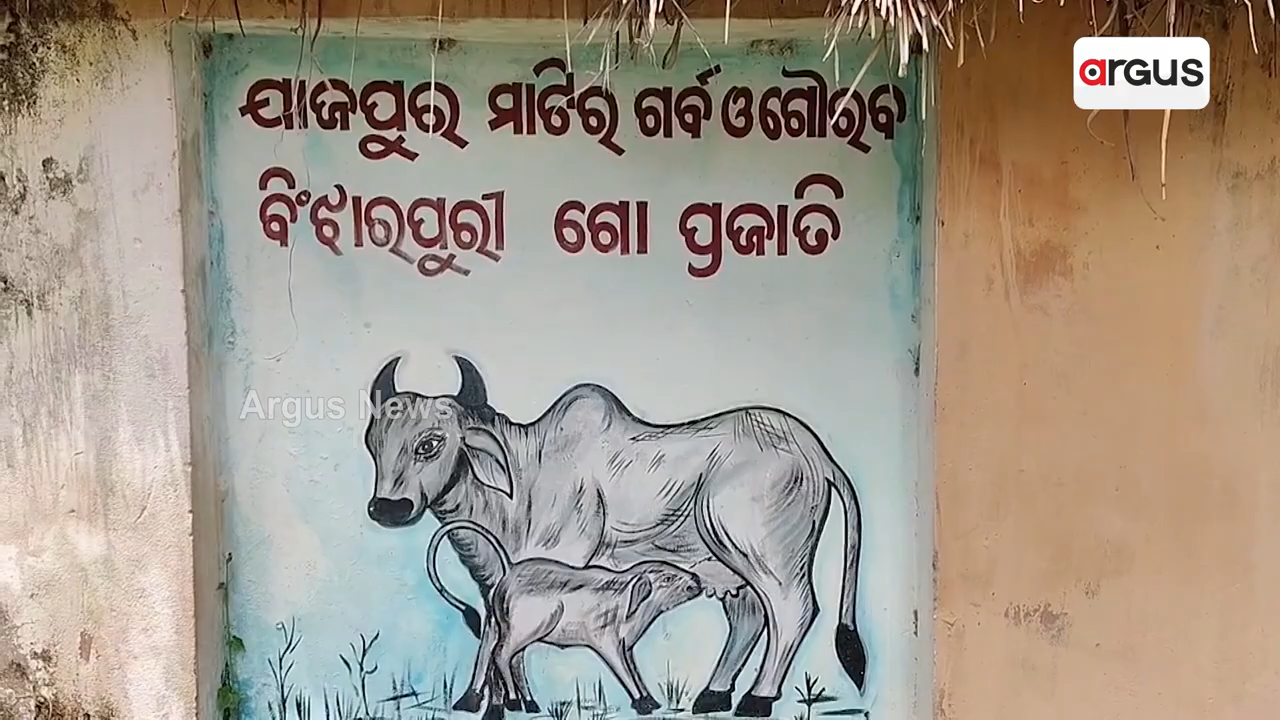 argus
ଯାଜପୁର ମାଟିର ଗର୍ବ ଓ ଗୌରବ
ବିଂଝାରପୁରୀ ଗୋ ପ୍ରଜାତି
Argus News